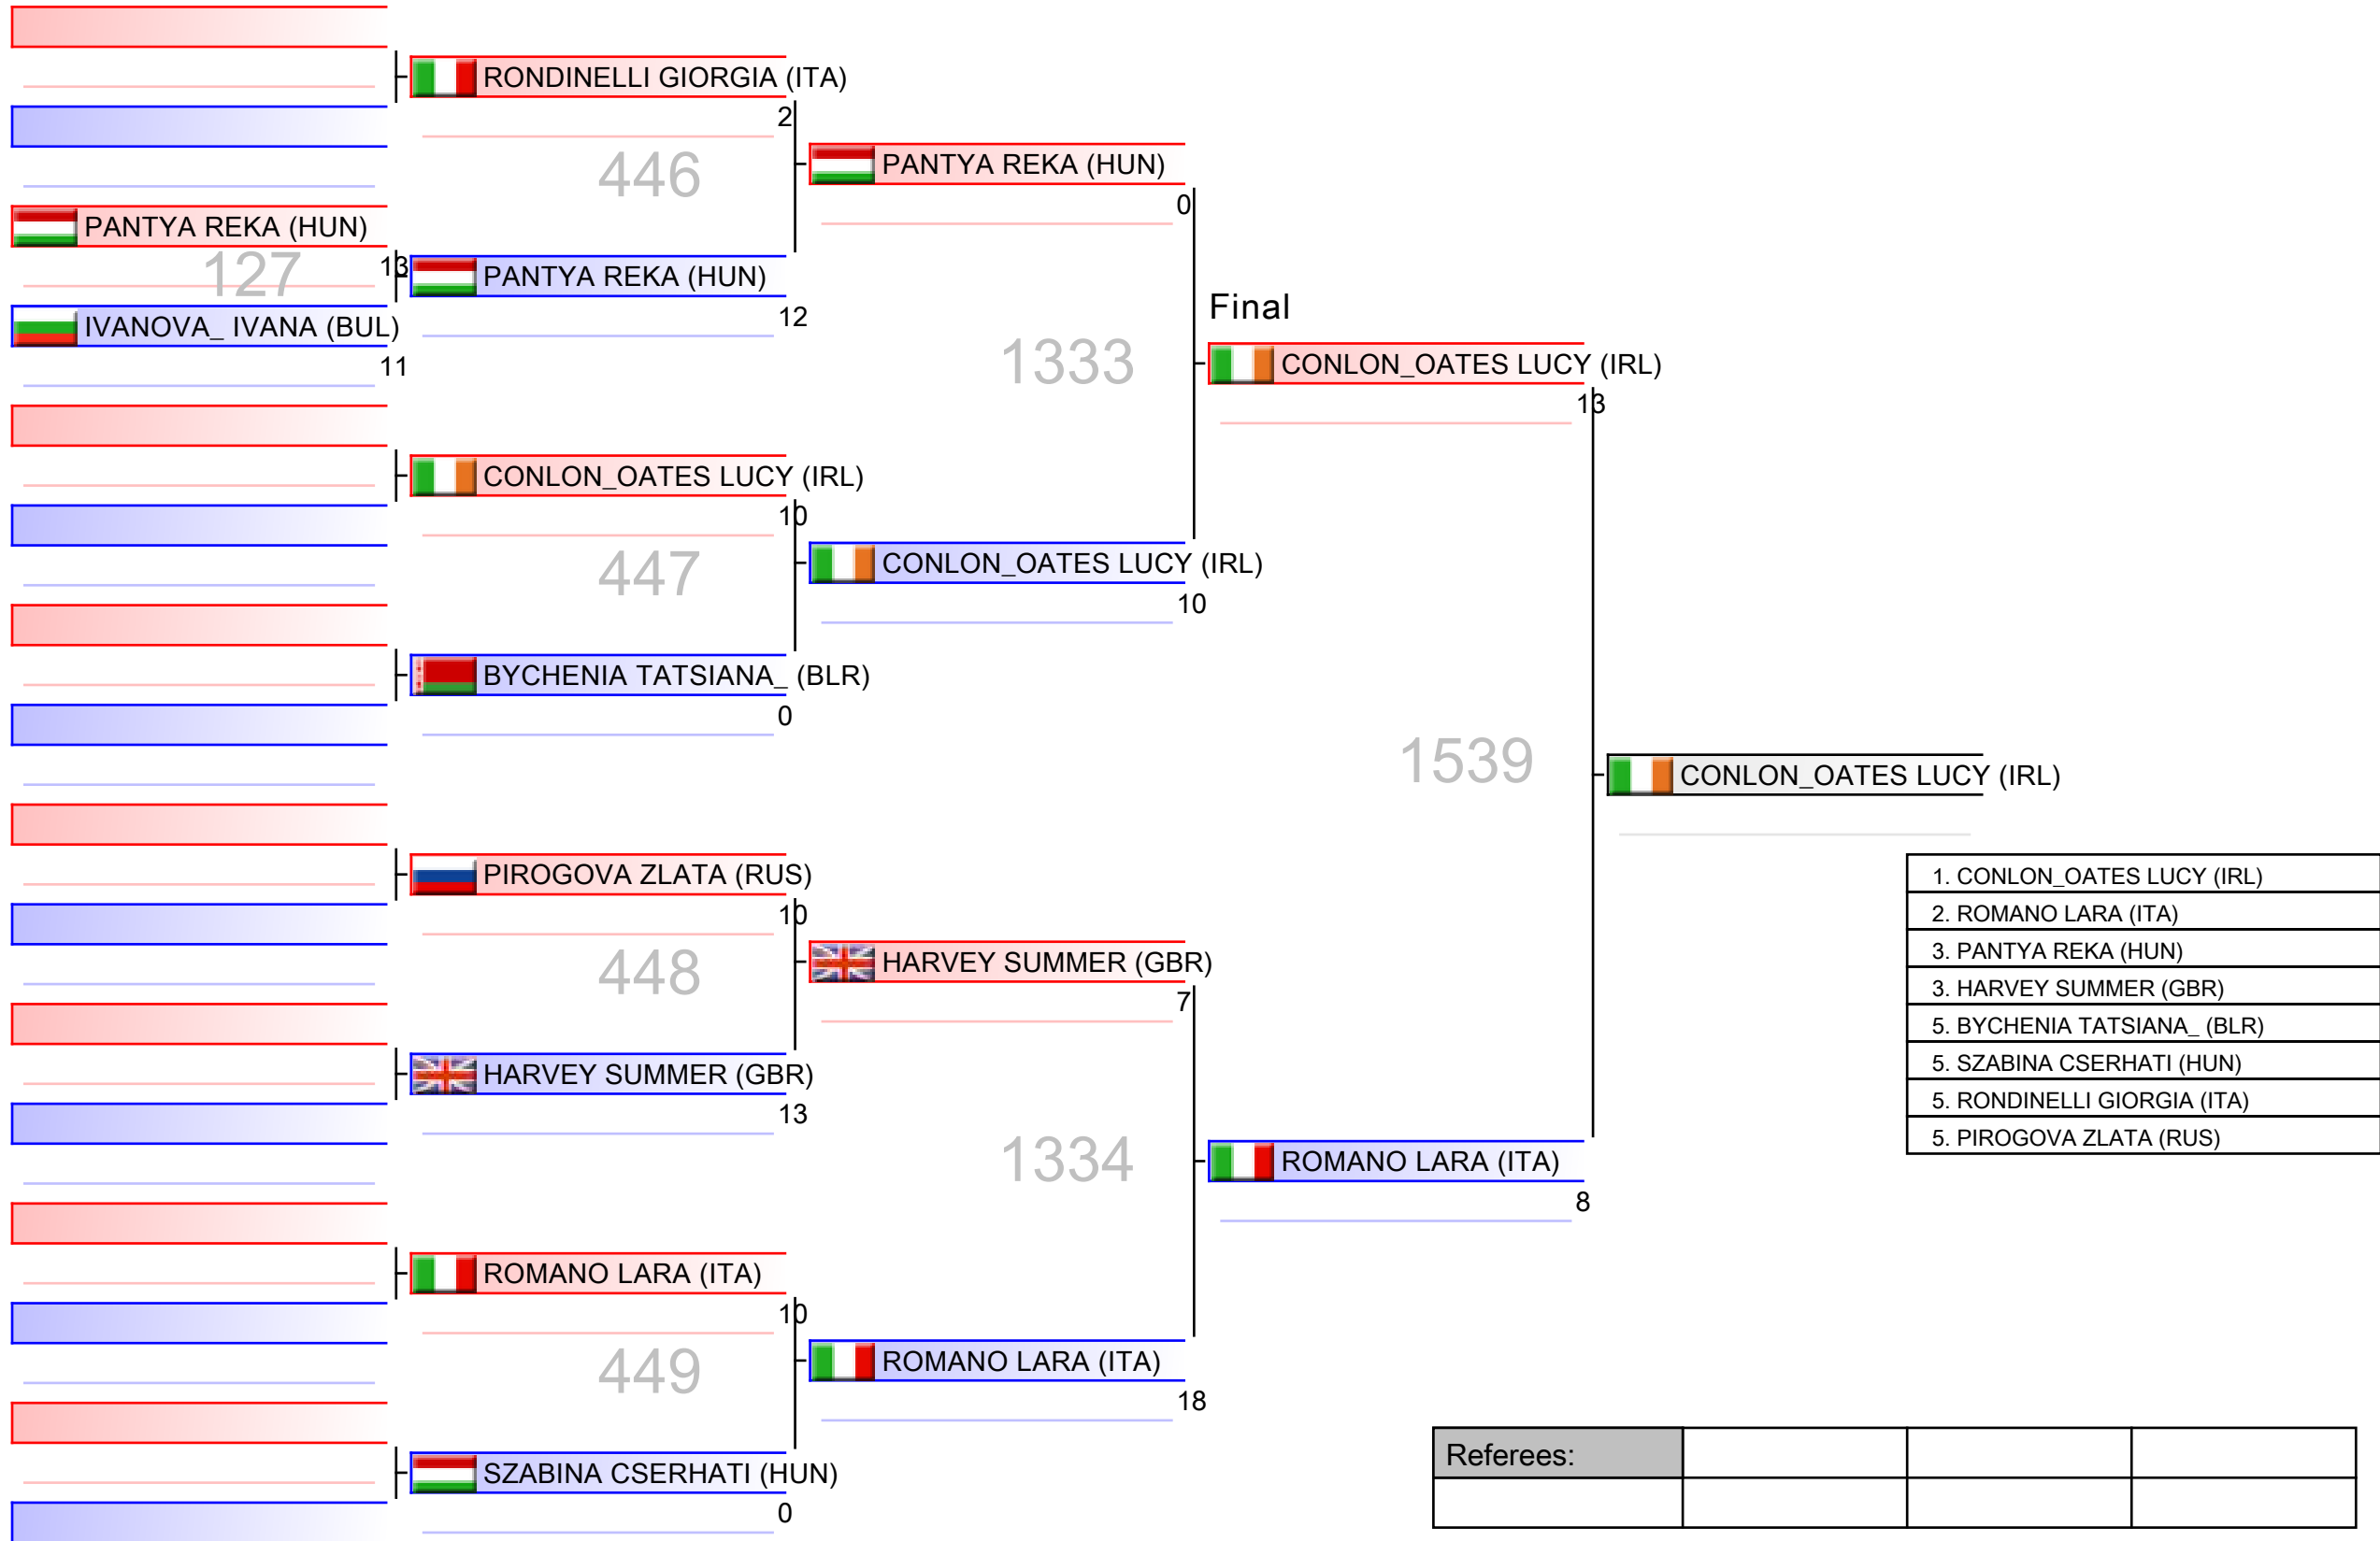 RONDINELLI GIORGIA (ITA)
2
446
PANTYA REKA (HUN)
0
PANTYA REKA (HUN)
13
127
PANTYA REKA (HUN)
12
IVANOVA_ IVANA (BUL)
11
Final
1333
CONLON_OATES LUCY (IRL)
13
CONLON_OATES LUCY (IRL)
10
447
CONLON_OATES LUCY (IRL)
10
BYCHENIA TATSIANA_ (BLR)
0
1539
CONLON_OATES LUCY (IRL)
PIROGOVA ZLATA (RUS)
10
448
HARVEY SUMMER (GBR)
7
HARVEY SUMMER (GBR)
13
1334
ROMANO LARA (ITA)
8
ROMANO LARA (ITA)
10
449
ROMANO LARA (ITA)
18
SZABINA CSERHATI (HUN)
0
1. CONLON_OATES LUCY (IRL)
2. ROMANO LARA (ITA)
3. PANTYA REKA (HUN)
3. HARVEY SUMMER (GBR)
5. BYCHENIA TATSIANA_ (BLR)
5. SZABINA CSERHATI (HUN)
5. RONDINELLI GIORGIA (ITA)
5. PIROGOVA ZLATA (RUS)
Referees: